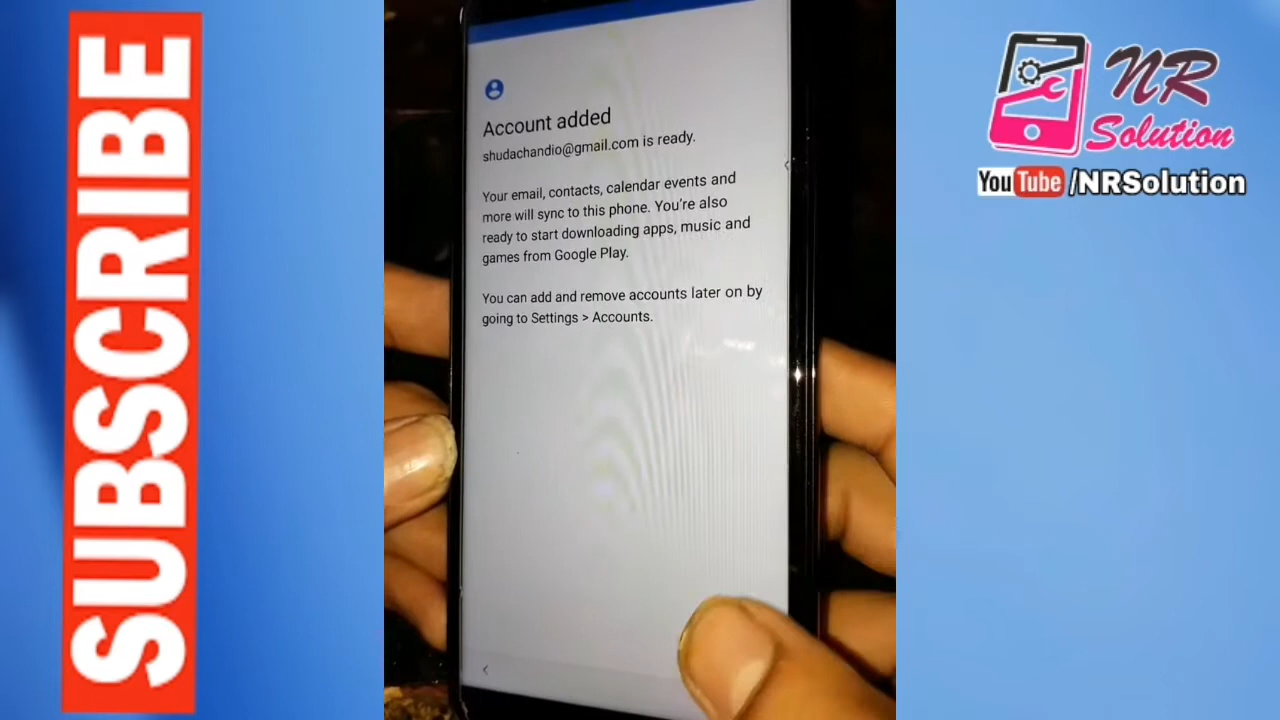 SUBSCRIBE
Account added
shudachandio@gmail.com is ready.
Your email, contacts, calendar events and
more will sync to this phone. You're also
ready to start downloading apps, music and
games from Google Play.
You can add and remove accounts later on by
going to Settings > Accounts.
NR
Solution
YouTube/NRSolution